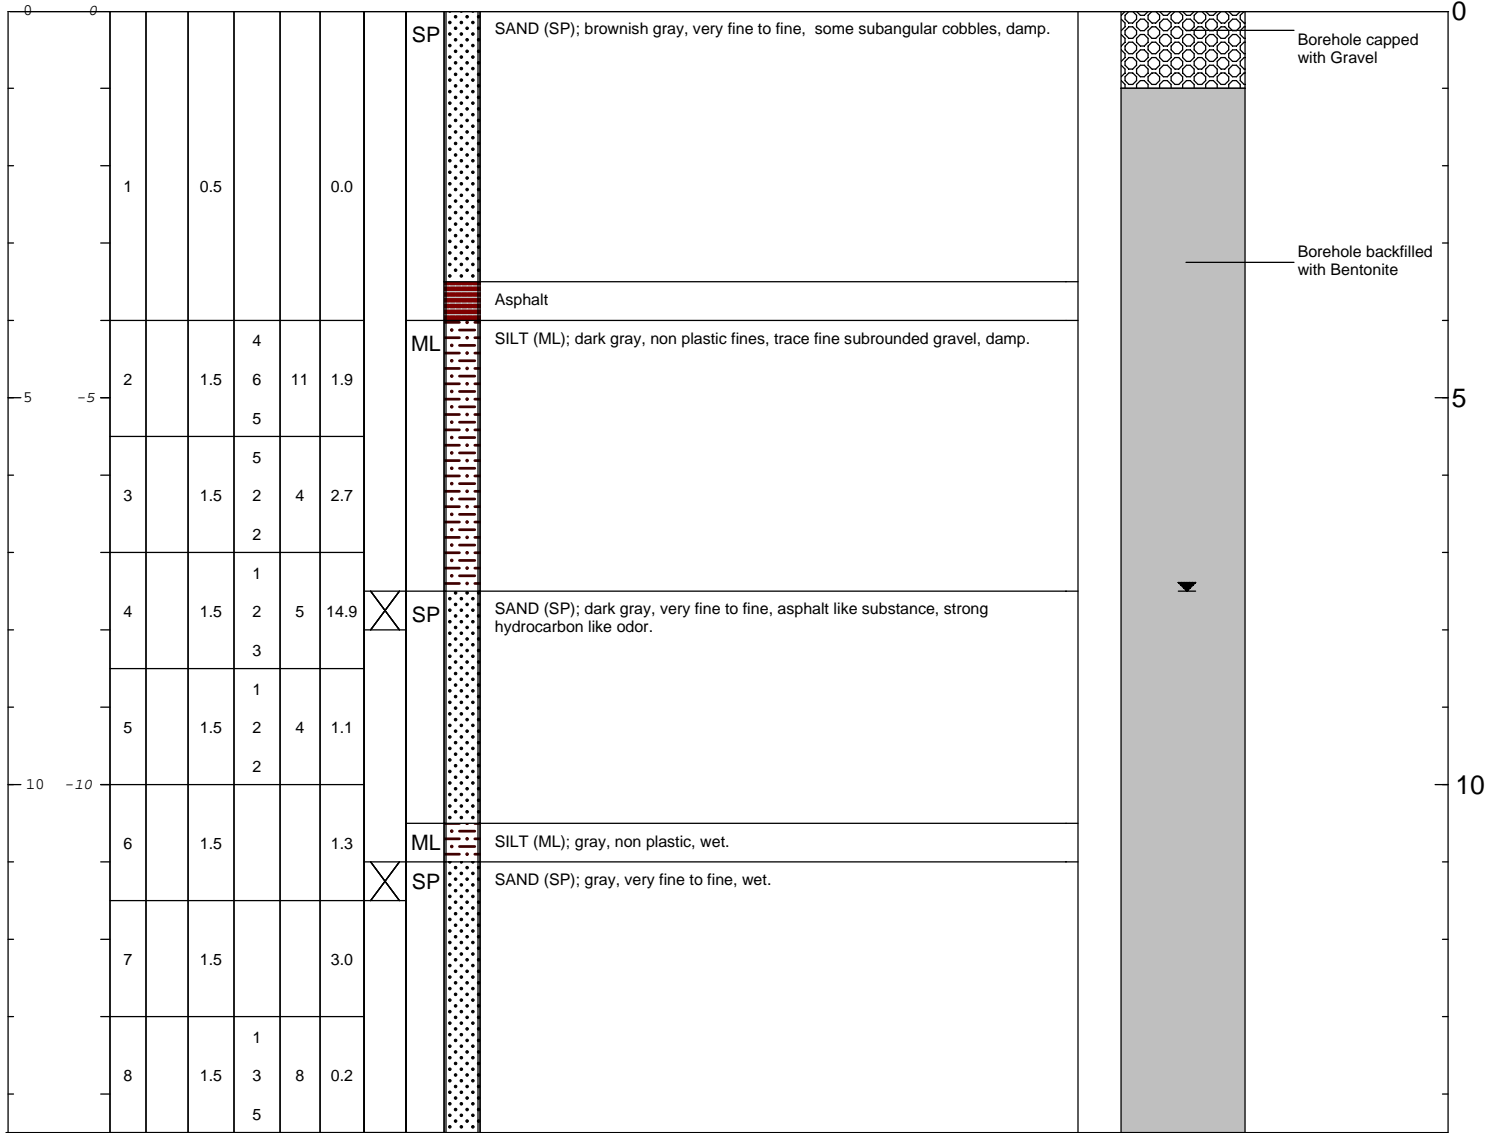 0 0 0
SP
SAND (SP); brownish gray, very fine to fine, some subangular cobbles, damp.
Borehole capped
with Gravel
1 0.5 0.0
Borehole backfilled
with Bentonite
Asphalt
4
ML
SILT (ML); dark gray, non plastic fines, trace fine subrounded gravel, damp.
2 1.5 6 11 1.9
5 -5 5
5
5
3 1.5 2 4 2.7
2
1
4 1.5 2 5 14.9
SP
SAND (SP); dark gray, very fine to fine, asphalt like substance, strong
hydrocarbon like odor.
3
1
5 1.5 2 4 1.1
2
10 -10 10
6 1.5 1.3
ML
SILT (ML); gray, non plastic, wet.
SP
SAND (SP); gray, very fine to fine, wet.
7 1.5 3.0
1
8 1.5 3 8 0.2
5